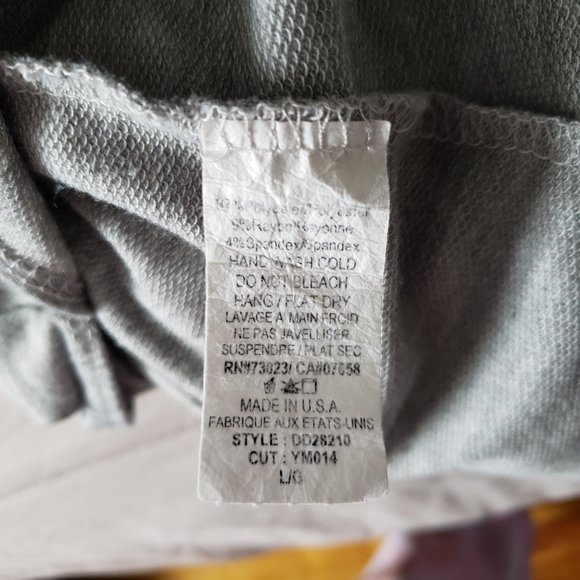 Polyester/Polyester
9%Rayon/Rayonne
4%Spandex/Spandex
HAND WASH COLD
DO NOT BLEACH
HANG / FLAT DRY
LAVAGE A MAIN FROID
NE PAS JAVELLISER
SUSPENDRE / PLAT SEC
RN#73023/ CA#07658
MADE IN U.S.A.
FABRIQUE AUX ETATS-UNIS
STYLE : DD28210
CUT : YM014
L/G